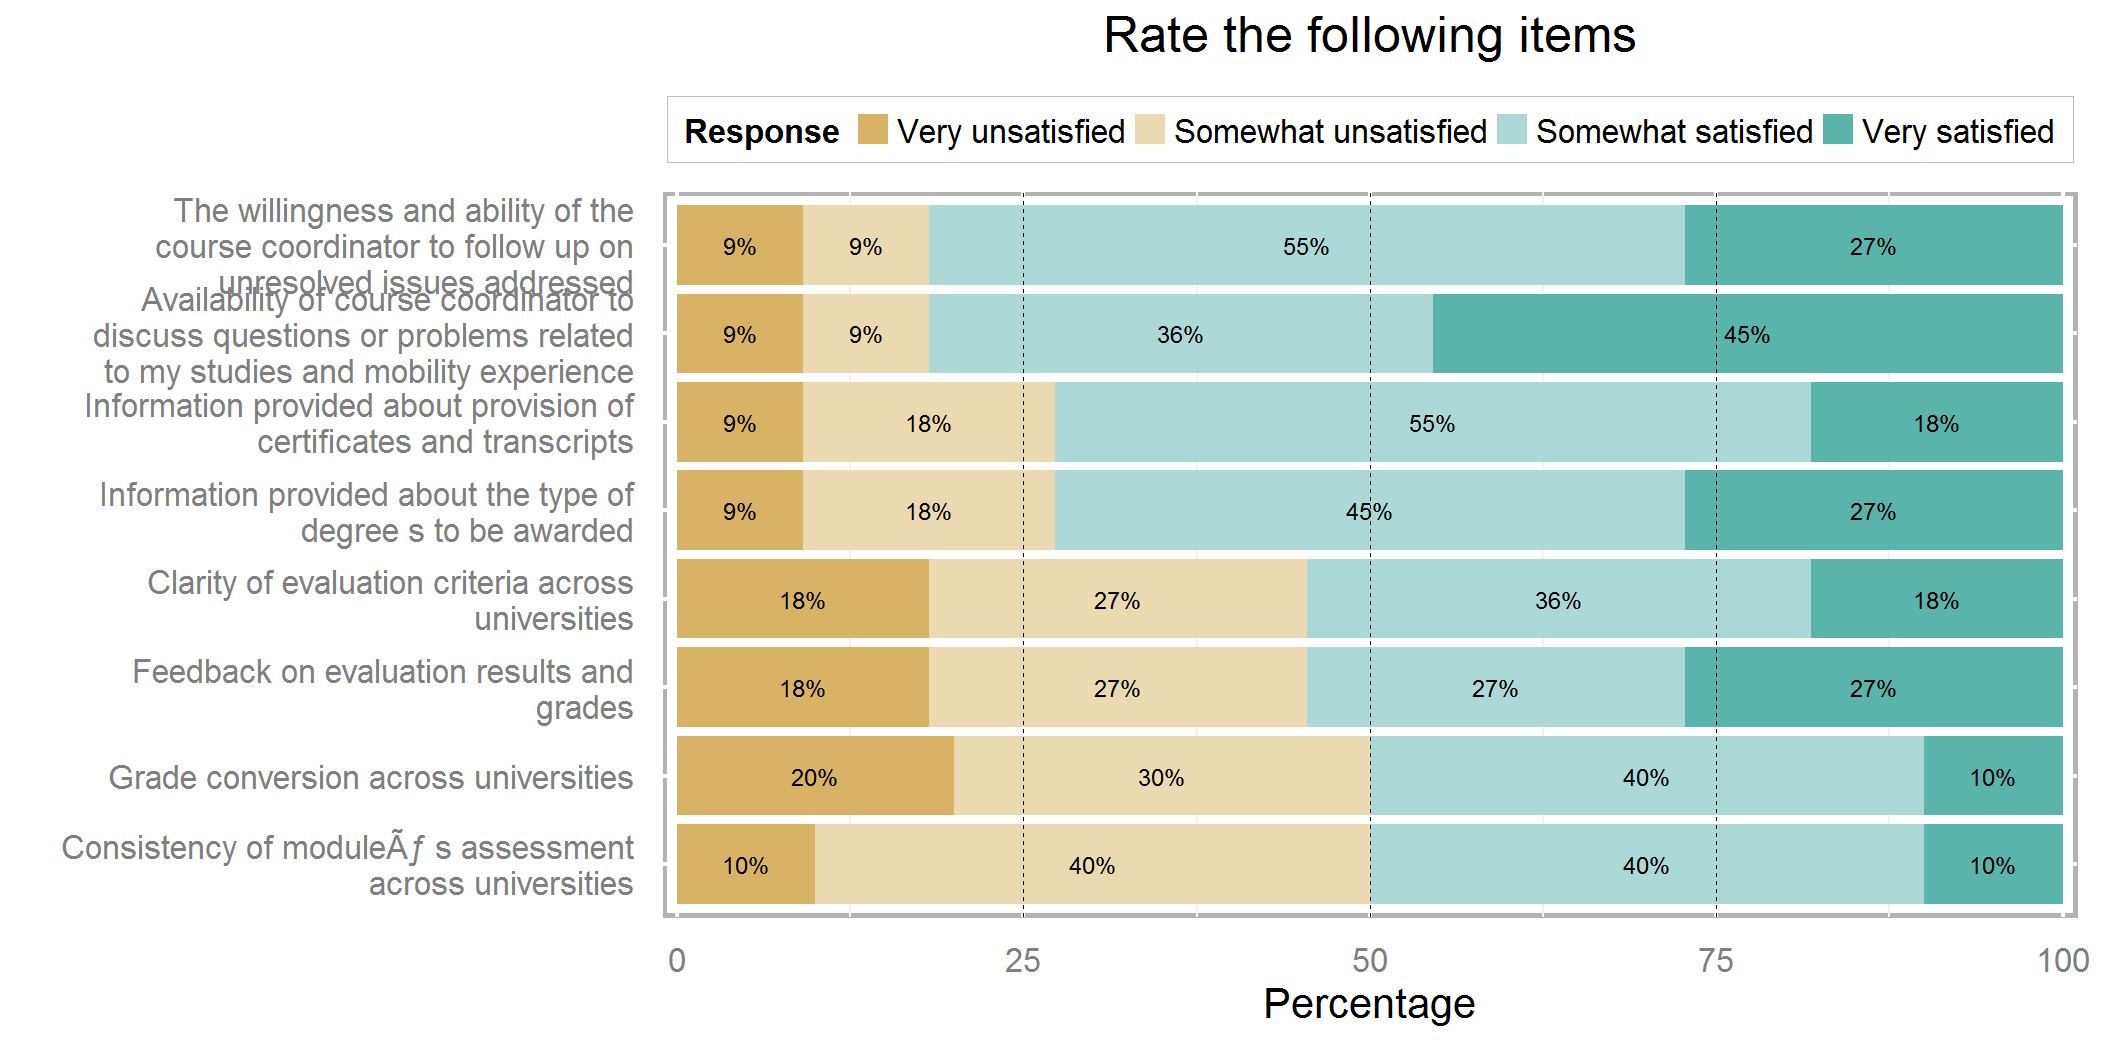 Rate the following items
Response Very unsatisfied Somewhat unsatisfied Somewhat satisfied Very satisfied
The willingness and ability of the
course coordinator to follow up on
unresolved issues addressed
9% 9% 55% 27%
Availability of course coordinator to
discuss questions or problems related
to my studies and mobility experience
9% 9% 36% 45%
Information provided about provision of
certificates and transcripts
9% 18% 55% 18%
Information provided about the type of
degree s to be awarded
9% 18% 45% 27%
Clarity of evaluation criteria across
universities
18% 27% 36% 18%
Feedback on evaluation results and
grades
18% 27% 27% 27%
Grade conversion across universities
20% 30% 40% 10%
Consistency of moduleÃƒ s assessment
across universities
10% 40% 40% 10%
0 25 50 75 100
Percentage